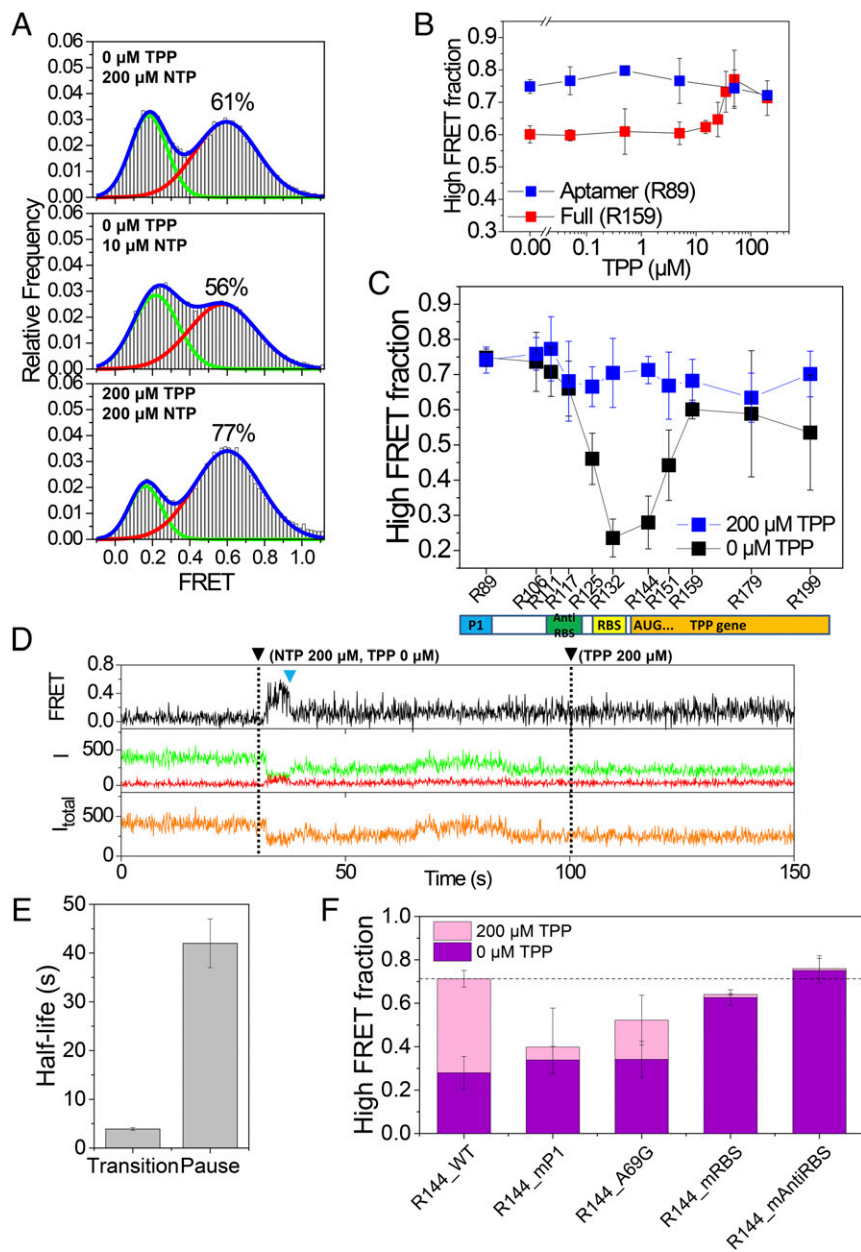 A
0.06
0.05
0.04
0.03
0.02
0.01
0.00
0 µM TPP
200 µM NTP
61%
0.06
0.05
0.04
0.03
0.02
0.01
0.00
0 µM TPP
10 µM NTP
56%
0.06
0.05
0.04
0.03
0.02
0.01
0.00
200 µM TPP
200 µM NTP
77%
Relative Frequency
0.0 0.2 0.4 0.6 0.8 1.0
FRET
B
High FRET fraction
0.9
0.8
0.7
0.6
0.5
0.4
0.3
Aptamer (R89)
Full (R159)
0.00 0.1 1 10 100
TPP (µM)
C
High FRET fraction
0.9
0.8
0.7
0.6
0.5
0.4
0.3
0.2
200 µM TPP
0 µM TPP
R89 R106 R111 R117 R125 R132 R144 R151 R159 R179 R199
P1 Anti RBS RBS AUG... TPP gene
D
(NTP 200 µM, TPP 0 µM) (TPP 200 µM)
FRET
0.8
0.4
0.0
I
500
0
I total
500
0
0 50 100 150
Time (s)
E
Half-life (s)
50
40
30
20
10
0
Transition Pause
F
High FRET fraction
1.0
0.8
0.6
0.4
0.2
0.0
200 µM TPP
0 µM TPP
R144_WT R144_mP1 R144_A69G R144_mRBS R144_mAntiRBS